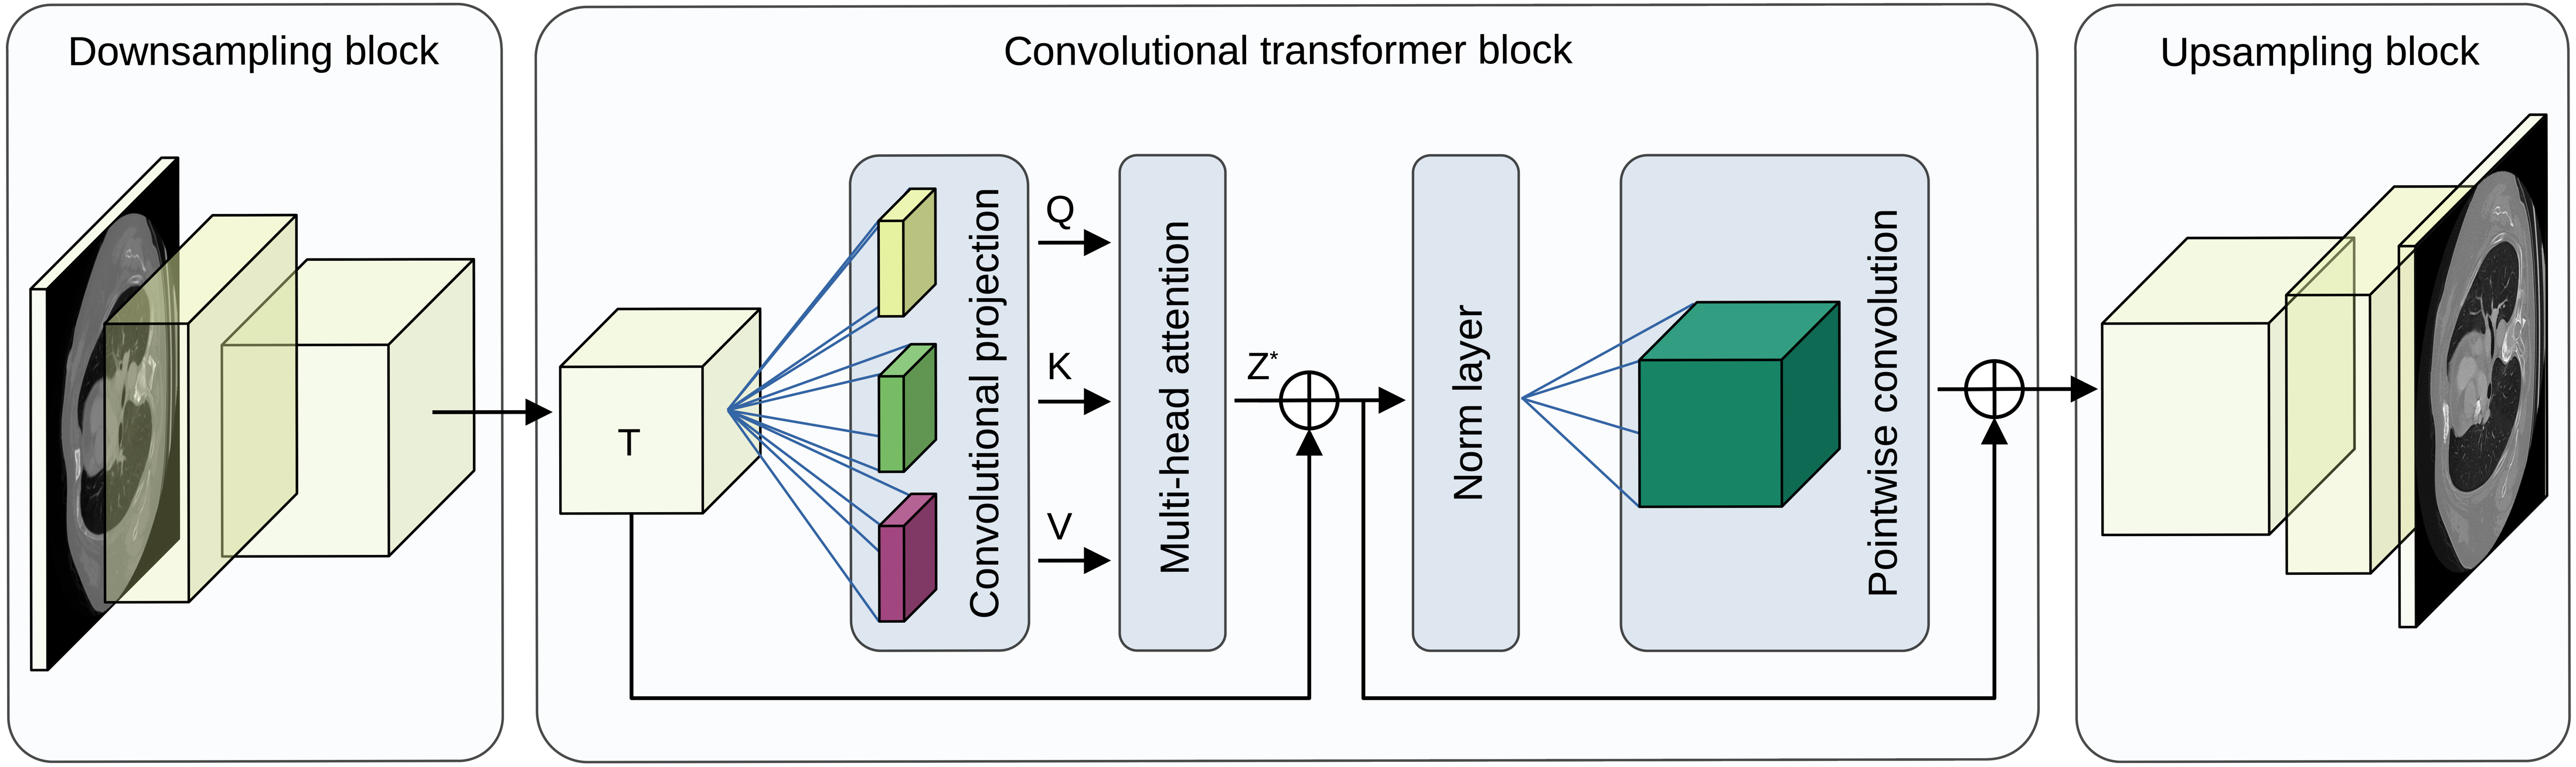 Downsampling block
Convolutional transformer block
Upsampling block
T
Convolutional projection
Q
K
V
Multi-head attention
Z*
Norm layer
Pointwise convolution